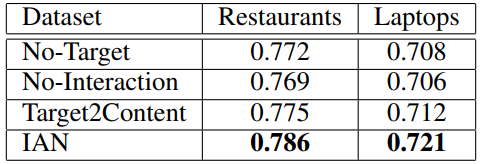 Dataset Restaurants Laptops
No-Target 0.772 0.708
No-Interaction 0.769 0.706
Target2Content 0.775 0.712
IAN 0.786 0.721